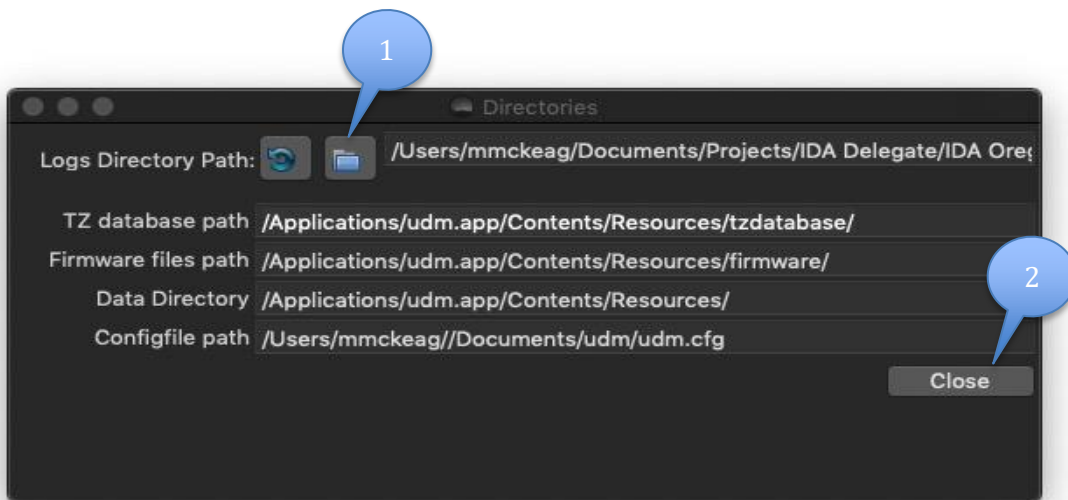 1
Directories
Logs Directory Path: /Users/mmckeag/Documents/Projects/IDA Delegate/IDA Oreg
TZ database path /Applications/udm.app/Contents/Resources/tzdatabase/
Firmware files path /Applications/udm.app/Contents/Resources/firmware/
2
Data Directory /Applications/udm.app/Contents/Resources/
Configfile path /Users/mmckeag//Documents/udm/udm.cfg
Close